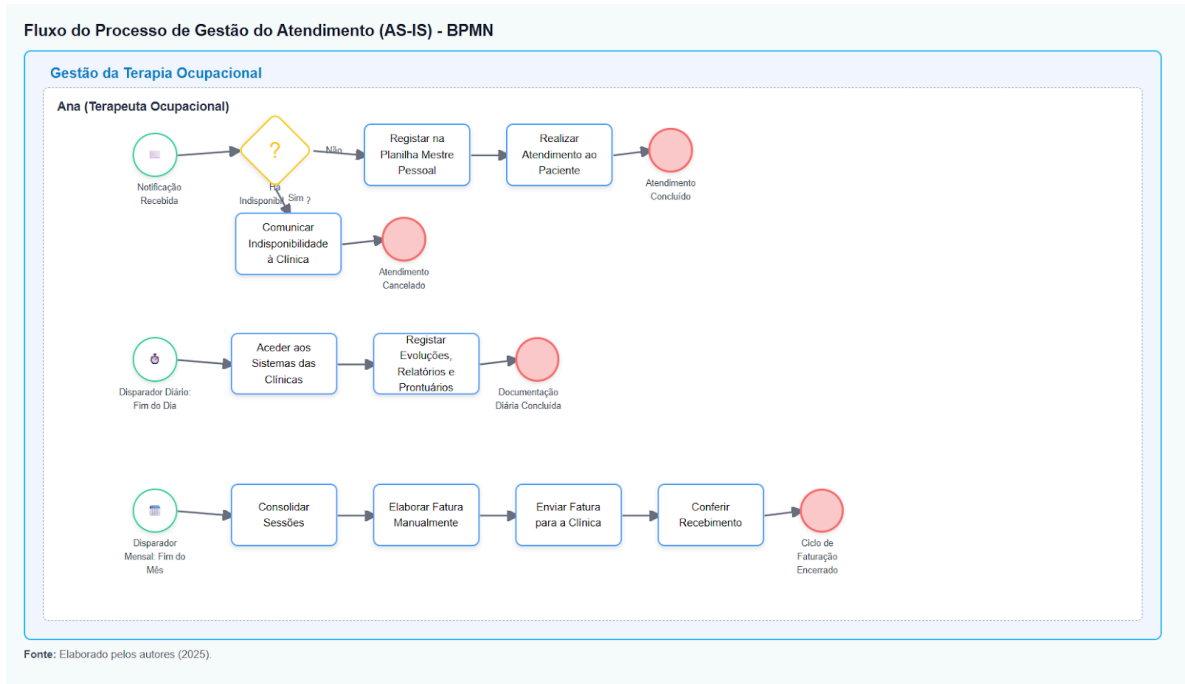 Fluxo do Processo de Gestão do Atendimento (AS-IS) - BPMN
Gestão da Terapia Ocupacional
Ana (Terapeuta Ocupacional)
Notificação
Recebida
?
Há
Indisponibil
?
Não
Sim
Registar na
Planilha Mestre
Pessoal
Realizar
Atendimento ao
Paciente
Atendimento
Concluído
Comunicar
Indisponibilidade
à Clínica
Atendimento
Cancelado
Disparador Diário:
Fim do Dia
Aceder aos
Sistemas das
Clínicas
Registar
Evoluções,
Relatórios e
Prontuários
Documentação
Diária Concluída
Disparador
Mensal: Fim do
Mês
Consolidar
Sessões
Elaborar Fatura
Manualmente
Enviar Fatura
para a Clínica
Conferir
Recebimento
Ciclo de
Faturação
Encerrado
Fonte: Elaborado pelos autores (2025).